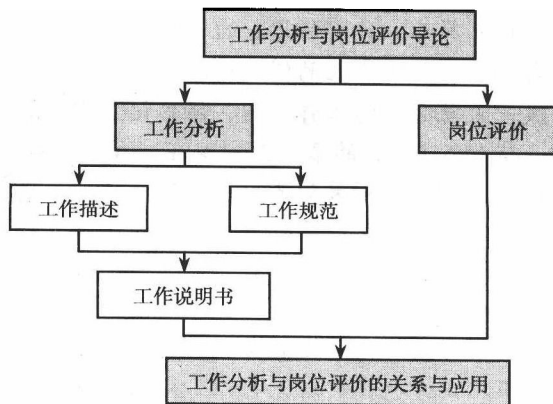 工作分析与岗位评价导论
工作分析
岗位评价
工作描述
工作规范
工作说明书
工作分析与岗位评价的关系与应用